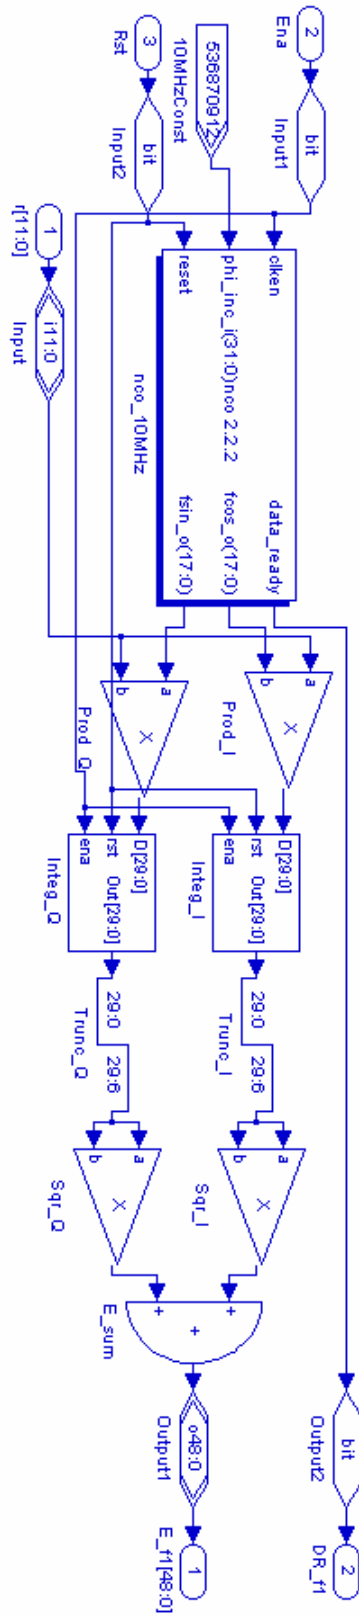 2
Ena
bit
Input1
3
Rst
bit
Input2
536870912
10MHzConst
1
r[11:0]
i11:0
Input
clken
phi_inc_i(31:0)nco 2.2.2
reset
data_ready
fcos_o(17:0)
fsin_o(17:0)
nco_10MHz
a
X
b
Prod_I
a
X
b
Prod_Q
D[29:0]
rst Out[29:0]
ena
Integ_I
D[29:0]
rst Out[29:0]
ena
Integ_Q
29:0 29:6
Trunc_I
29:0 29:6
Trunc_Q
a
X
b
Sqr_I
a
X
b
Sqr_Q
+
+
+
E_sum
o48:0
Output1
1
E_f1[48:0]
bit
Output2
2
DR_f1